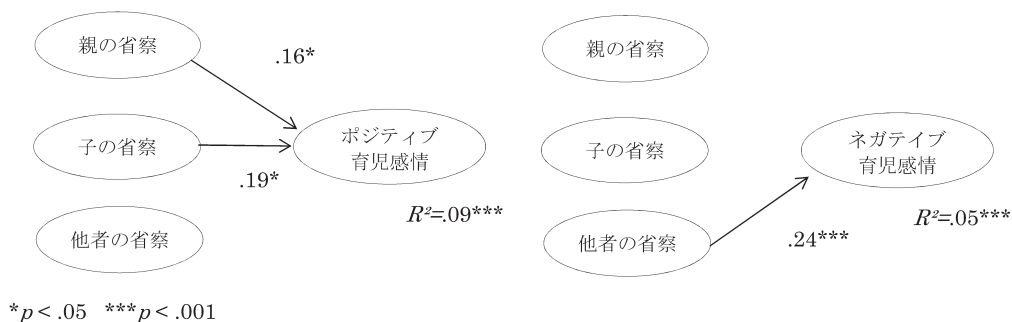 親の省察
.16*
子の省察
ポジティブ
育児感情
.19*
他者の省察
R²=.09***
親の省察
子の省察
ネガテイブ
育児感情
他者の省察
.24***
R²=.05***
*p < .05 ***p < .001